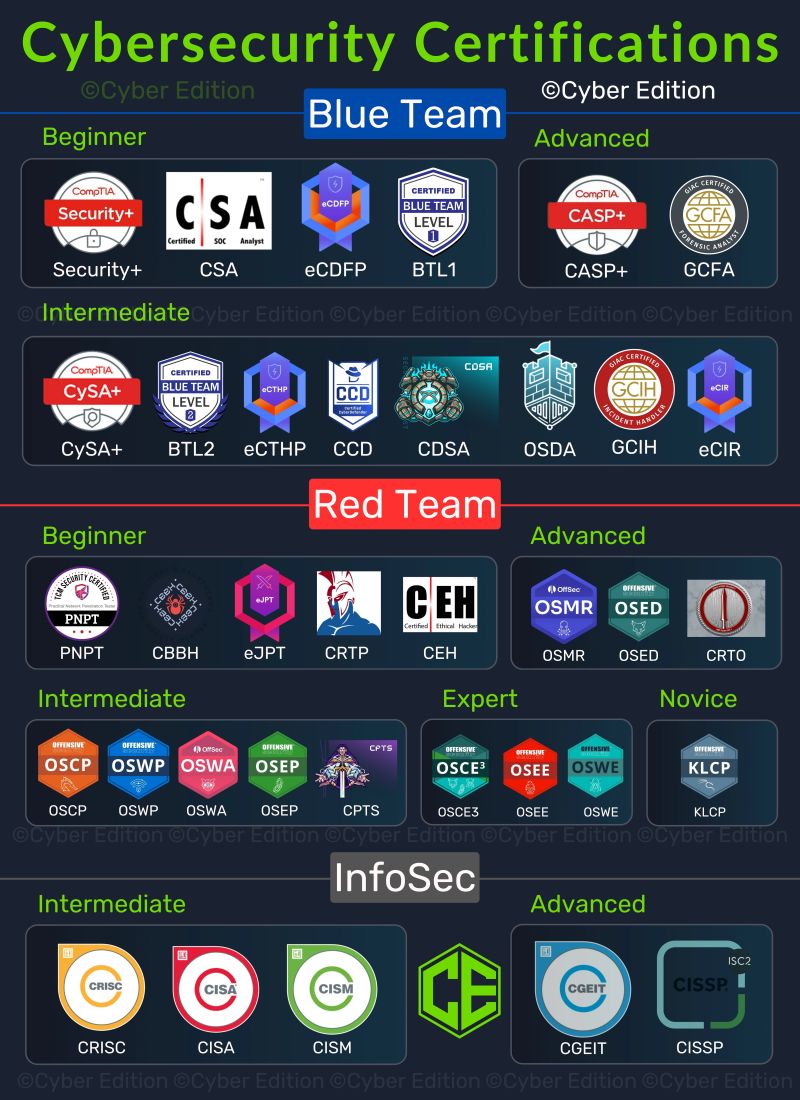 Cybersecurity Certifications
©Cyber Edition
©Cyber Edition
Blue Team
Beginner
CompTIA
Security+
Security+
CSA
Certified SOC Analyst
CSA
eCDFP
eCDFP
CERTIFIED
BLUE TEAM
LEVEL
1
BTL1
Advanced
CompTIA
CASP+
CASP+
GIAC CERTIFIED
GCFA
FORENSIC ANALYST
GCFA
©Cyber Edition ©Cyber Edition ©Cyber Edition ©Cyber Edition ©Cyber Edition
Intermediate
CompTIA
CySA+
CySA+
CERTIFIED
BLUE TEAM
LEVEL
2
BTL2
eCTHP
eCTHP
CCD
Certified
CyberDefender
CCD
CDSA
CDSA
OSDA
GIAC CERTIFIED
GCIH
INCIDENT HANDLER
GCIH
eCIR
eCIR
Red Team
Beginner
TCM SECURITY CERTIFIED
Practical Network Penetration Tester
PNPT
PNPT
CBBH
CBBH
eJPT
eJPT
CRTP
CEH
Certified Ethical Hacker
CEH
Advanced
OffSec
OSMR
OSMR
OFFENSIVE
OSED
OSED
CRTO
Intermediate
OFFENSIVE
OSCP
OSCP
OFFENSIVE
OSWP
OSWP
OffSec
OSWA
OSWA
OFFENSIVE
OSEP
OSEP
CPTS
CPTS
Expert
OFFENSIVE
OSCE³
OSCE3
OFFENSIVE
OSEE
OSEE
OFFENSIVE
OSWE
OSWE
Novice
OFFENSIVE
KLCP
KLCP
©Cyber Edition ©Cyber Edition ©Cyber Edition ©Cyber Edition ©Cyber Edition
InfoSec
Intermediate
CRISC
CRISC
CISA
CISA
CISM
CISM
CE
Advanced
CGEIT
CGEIT
ISC2
CISSP
CISSP
©Cyber Edition ©Cyber Edition ©Cyber Edition ©Cyber Edition ©Cyber Edition